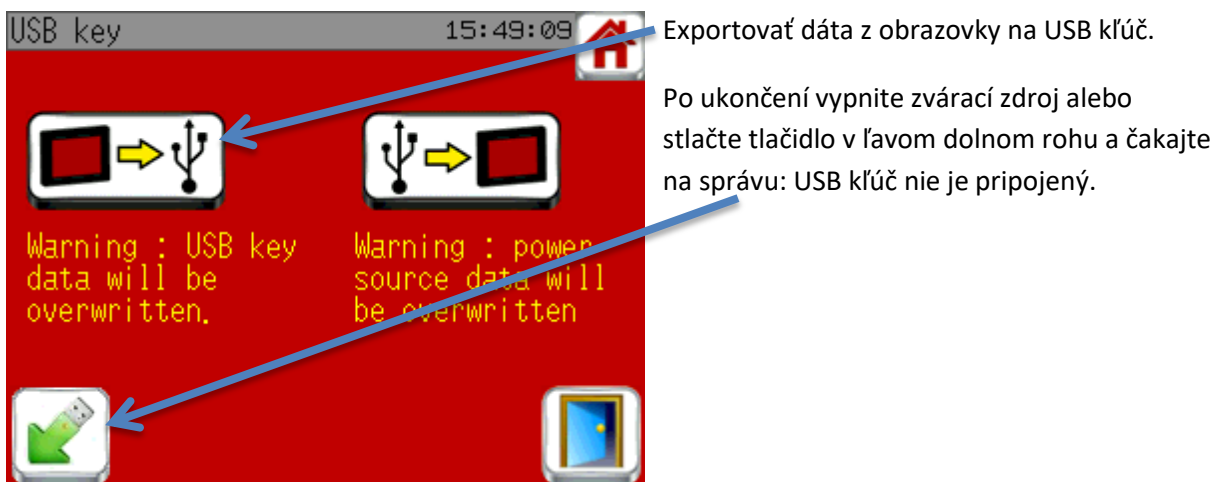 USB key 15:49:09
Exportovať dáta z obrazovky na USB kľúč.
Po ukončení vypnite zvárací zdroj alebo
stlačte tlačidlo v ľavom dolnom rohu a čakajte
na správu: USB kľúč nie je pripojený.
Warning : USB key
data will be
overwritten.
Warning : power
source data will
be overwritten